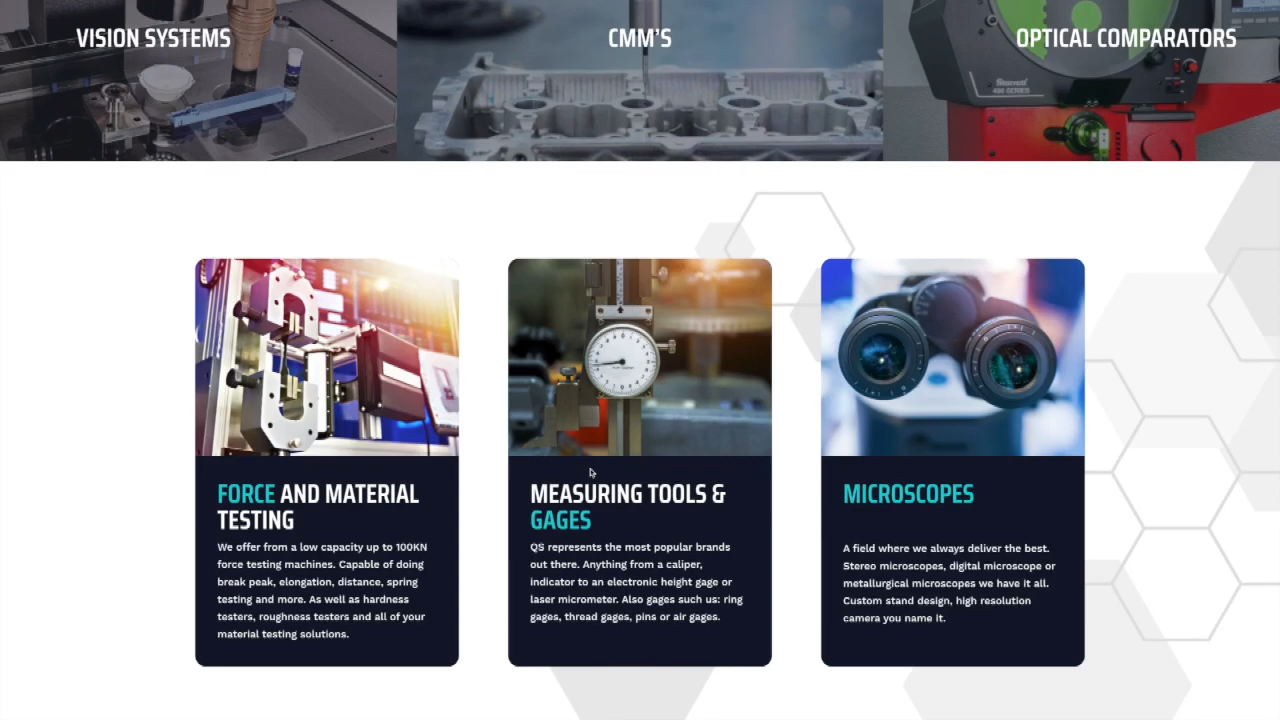 VISION SYSTEMS
CMM'S
OPTICAL COMPARATORS
Starrett
400 SERIES
FORCE AND MATERIAL
TESTING
We offer from a low capacity up to 100KN
force testing machines. Capable of doing
break peak, elongation, distance, spring
testing and more. As well as hardness
testers, roughness testers and all of your
material testing solutions.
MEASURING TOOLS &
GAGES
QS represents the most popular brands
out there. Anything from a caliper,
indicator to an electronic height gage or
laser micrometer. Also gages such us: ring
gages, thread gages, pins or air gages.
MICROSCOPES
A field where we always deliver the best.
Stereo microscopes, digital microscope or
metallurgical microscopes we have it all.
Custom stand design, high resolution
camera you name it.